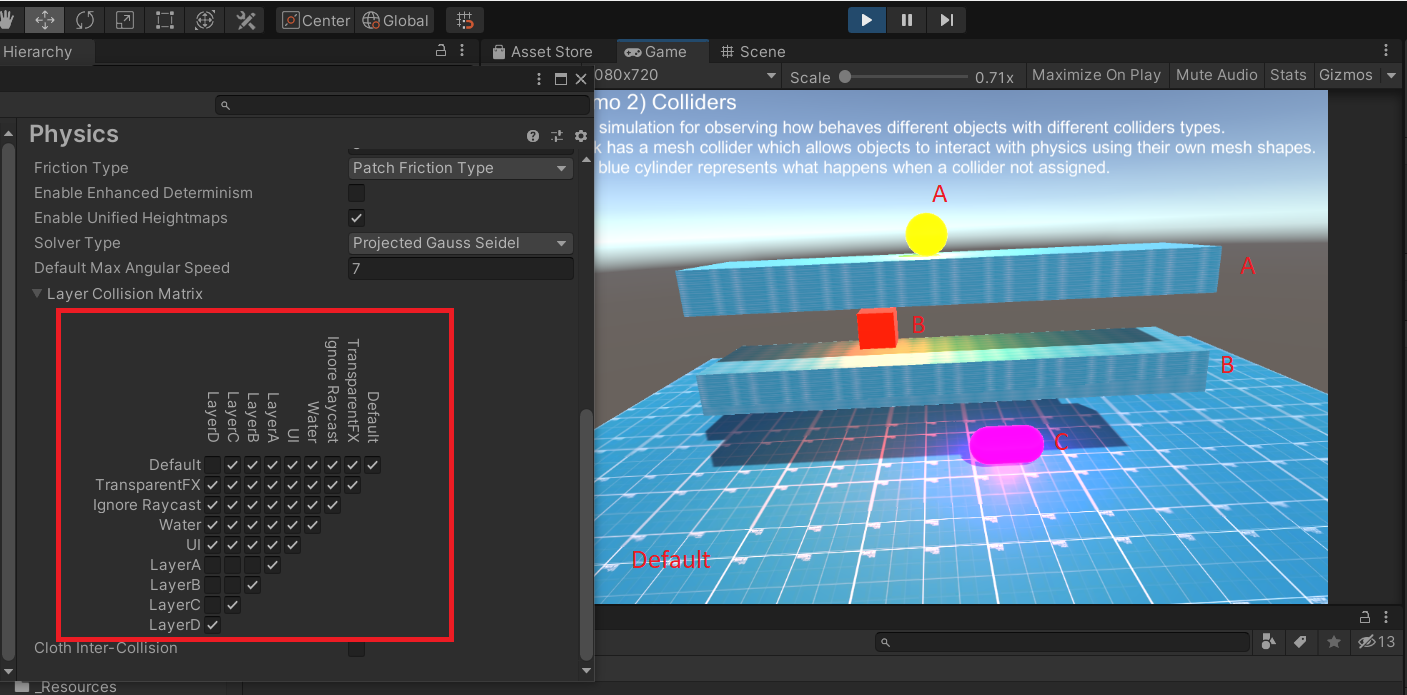 Center
Global
Hierarchy
Asset Store
Game
Scene
080x720
Scale
0.71x
Maximize On Play
Mute Audio
Stats
Gizmos
Physics
Friction Type
Patch Friction Type
Enable Enhanced Determinism
Enable Unified Heightmaps
Solver Type
Projected Gauss Seidel
Default Max Angular Speed
7
Layer Collision Matrix
LayerD
LayerC
LayerB
LayerA
UI
Water
Ignore Raycast
TransparentFX
Default
Default
TransparentFX
Ignore Raycast
Water
UI
LayerA
LayerB
LayerC
LayerD
Cloth Inter-Collision
_Resources
mo 2) Colliders
simulation for observing how behaves different objects with different colliders types.
k has a mesh collider which allows objects to interact with physics using their own mesh shapes.
blue cylinder represents what happens when a collider not assigned.
A
A
B
B
C
Default
13